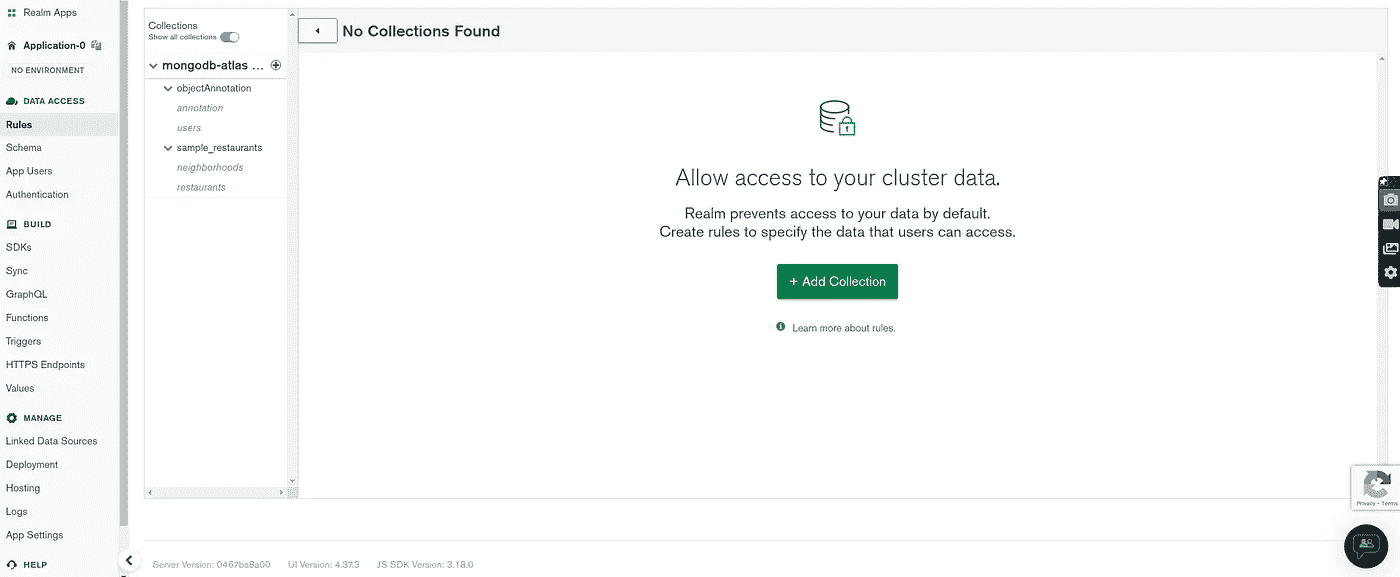 Realm Apps
Application-0
NO ENVIRONMENT
DATA ACCESS
Rules
Schema
App Users
Authentication
BUILD
SDKs
Sync
GraphQL
Functions
Triggers
HTTPS Endpoints
Values
MANAGE
Linked Data Sources
Deployment
Hosting
Logs
App Settings
HELP
Collections
Show all collections
mongodb-atlas ...
objectAnnotation
annotation
users
sample_restaurants
neighborhoods
restaurants
No Collections Found
Allow access to your cluster data.
Realm prevents access to your data by default.
Create rules to specify the data that users can access.
+ Add Collection
Learn more about rules.
Privacy - Terms
Server Version: 0467ba8a00 UI Version: 4.37.3 JS SDK Version: 3.18.0